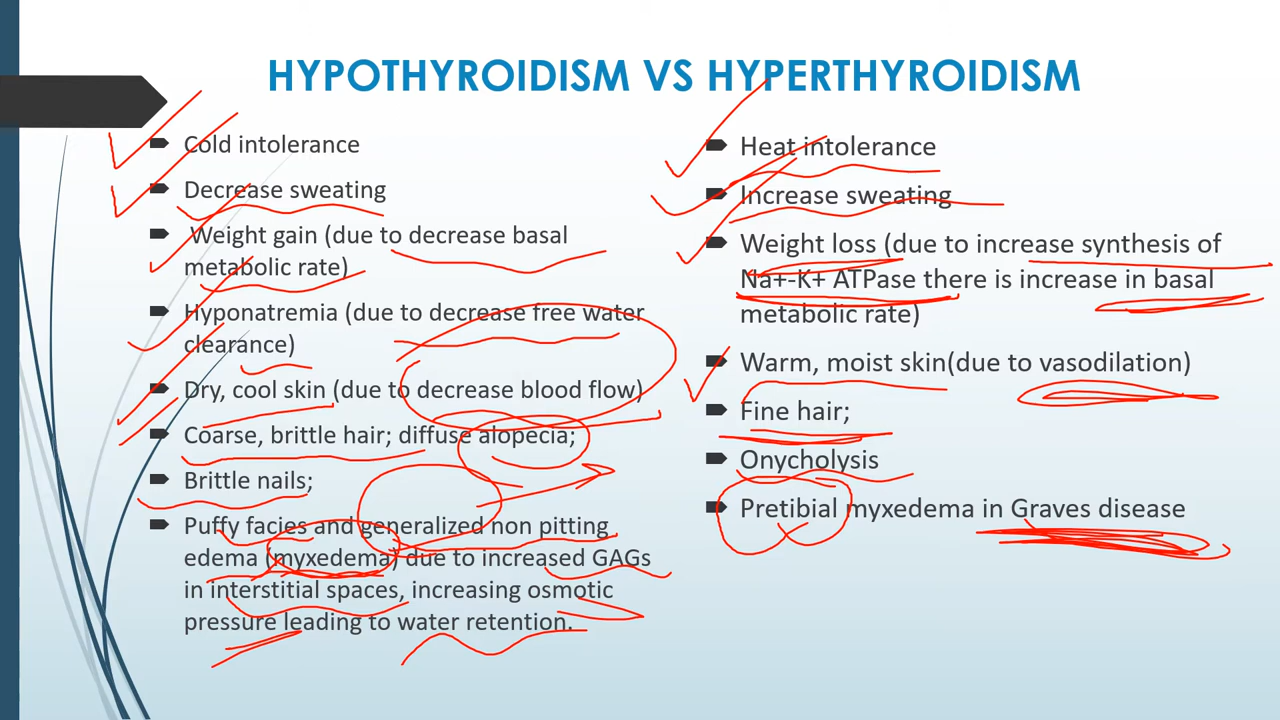 HYPOTHYROIDISM VS HYPERTHYROIDISM
Cold intolerance
Decrease sweating
Weight gain (due to decrease basal
metabolic rate)
Hyponatremia (due to decrease free water
clearance)
Dry, cool skin (due to decrease blood flow)
Coarse, brittle hair; diffuse alopecia;
Brittle nails;
Puffy facies and generalized non pitting
edema (myxedema) due to increased GAGs
in interstitial spaces, increasing osmotic
pressure leading to water retention.
Heat intolerance
Increase sweating
Weight loss (due to increase synthesis of
Na+-K+ ATPase there is increase in basal
metabolic rate)
Warm, moist skin(due to vasodilation)
Fine hair;
Onycholysis
Pretibial myxedema in Graves disease